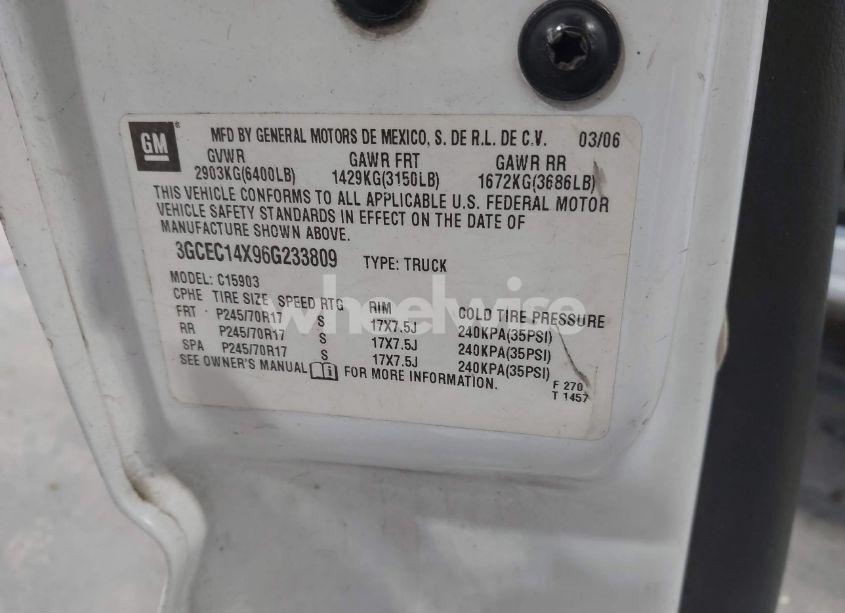 GM
MFD BY GENERAL MOTORS DE MEXICO, S. DE R.L. DE C.V. 03/06
GVWR GAWR FRT GAWR RR
2903KG(6400LB) 1429KG(3150LB) 1672KG(3686LB)
THIS VEHICLE CONFORMS TO ALL APPLICABLE U.S. FEDERAL MOTOR
VEHICLE SAFETY STANDARDS IN EFFECT ON THE DATE OF
MANUFACTURE SHOWN ABOVE.
3GCEC14X96G233809 TYPE: TRUCK
MODEL: C15903
CPHE TIRE SIZE SPEED RTG RIM COLD TIRE PRESSURE
FRT P245/70R17 S 17X7.5J 240KPA(35PSI)
RR P245/70R17 S 17X7.5J 240KPA(35PSI)
SPA P245/70R17 S 17X7.5J 240KPA(35PSI)
SEE OWNER'S MANUAL FOR MORE INFORMATION.
F 270
T 1457
wheelwise